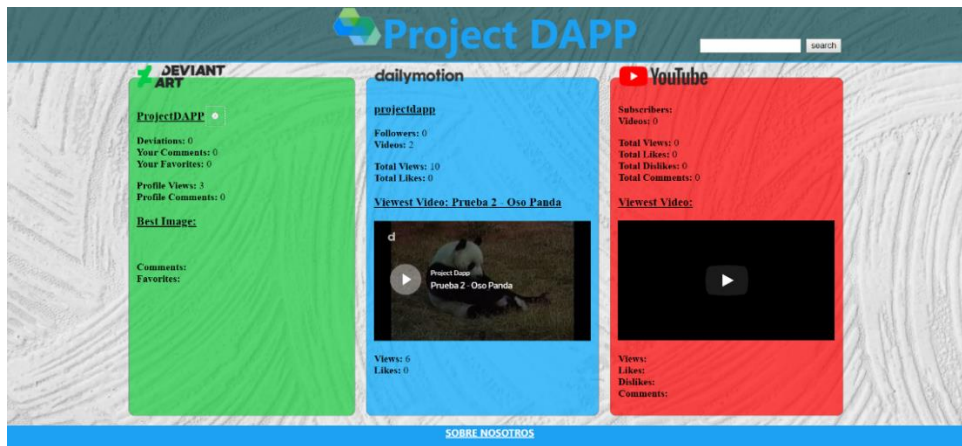 Project DAPP
search
DEVIANT
ART
ProjectDAPP
Deviations: 0
Your Comments: 0
Your Favorites: 0
Profile Views: 3
Profile Comments: 0
Best Image:
Comments:
Favorites:
dailymotion
projectdapp
Followers: 0
Videos: 2
Total Views: 10
Total Likes: 0
Viewest Video: Prueba 2 - Oso Panda
d
Project Dapp
Prueba 2 - Oso Panda
Views: 6
Likes: 0
YouTube
Subscribers:
Videos: 0
Total Views: 0
Total Likes: 0
Total Dislikes: 0
Total Comments: 0
Viewest Video:
Views:
Likes:
Dislikes:
Comments:
SOBRE NOSOTROS